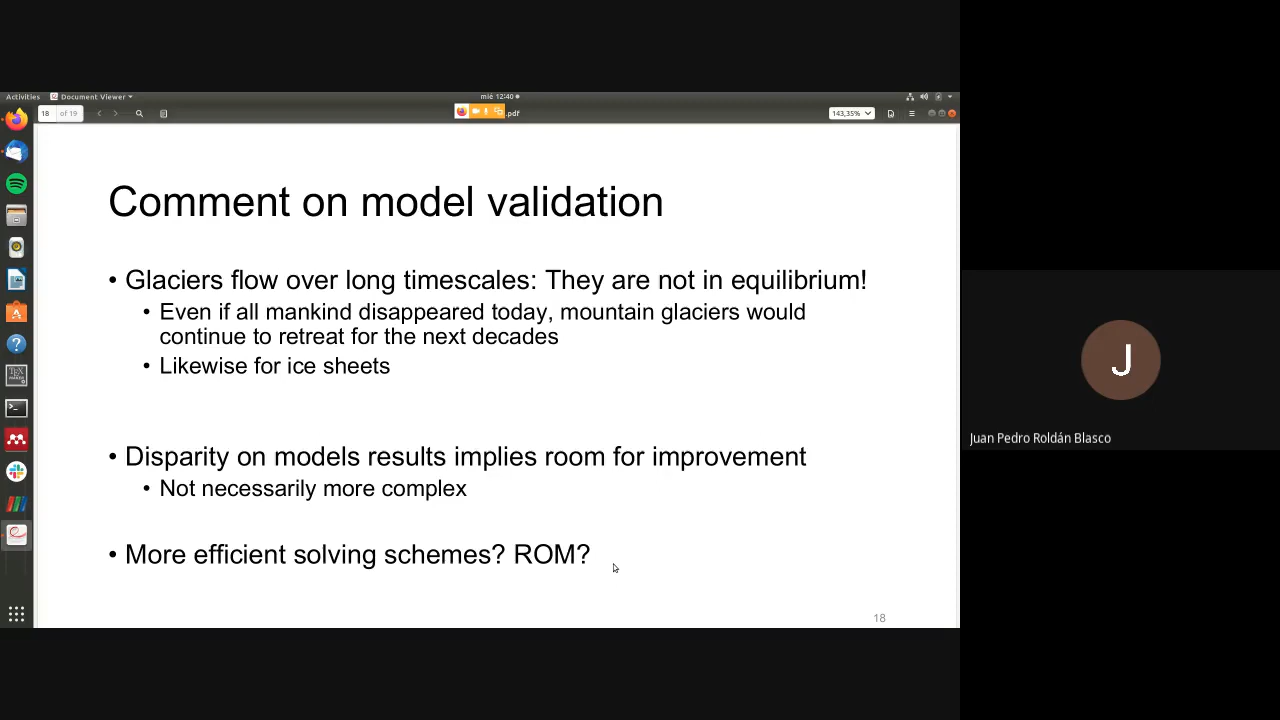 Activities
Document Viewer
mié 12:40
18 of 19
.pdf
143,35%
Comment on model validation
• Glaciers flow over long timescales: They are not in equilibrium!
• Even if all mankind disappeared today, mountain glaciers would
continue to retreat for the next decades
• Likewise for ice sheets
• Disparity on models results implies room for improvement
• Not necessarily more complex
• More efficient solving schemes? ROM?
18
J
Juan Pedro Roldán Blasco